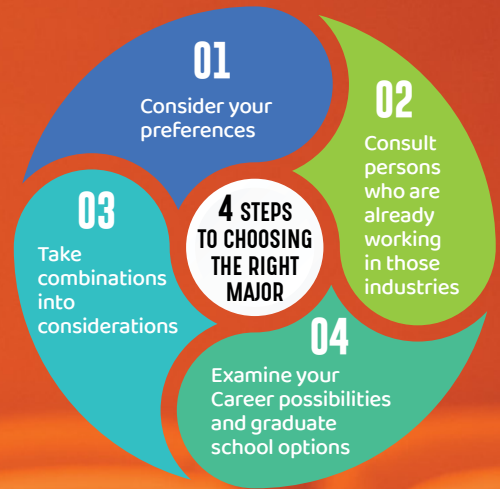 01
Consider your
preferences
02
Consult
persons
who are
already
working
in those
industries
03
Take
combinations
into
considerations
04
Examine your
Career possibilities
and graduate
school options
4 STEPS
TO CHOOSING
THE RIGHT
MAJOR